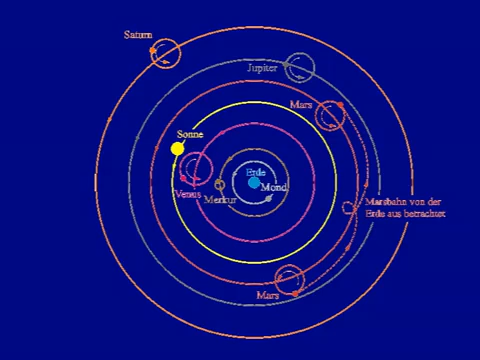 Saturn
Jupiter
Mars
Sonne
Erde
Mond
Venus
Merkur
Marsbahn von der
Erde aus betrachtet
Mars